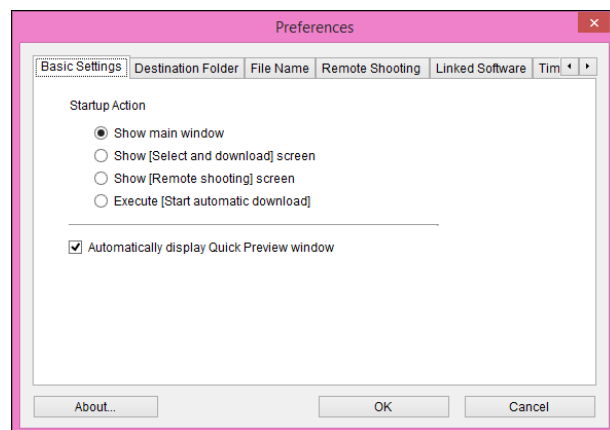 Preferences
Basic Settings Destination Folder File Name Remote Shooting Linked Software Tim
Startup Action
Show main window
Show [Select and download] screen
Show [Remote shooting] screen
Execute [Start automatic download]
Automatically display Quick Preview window
About... OK Cancel